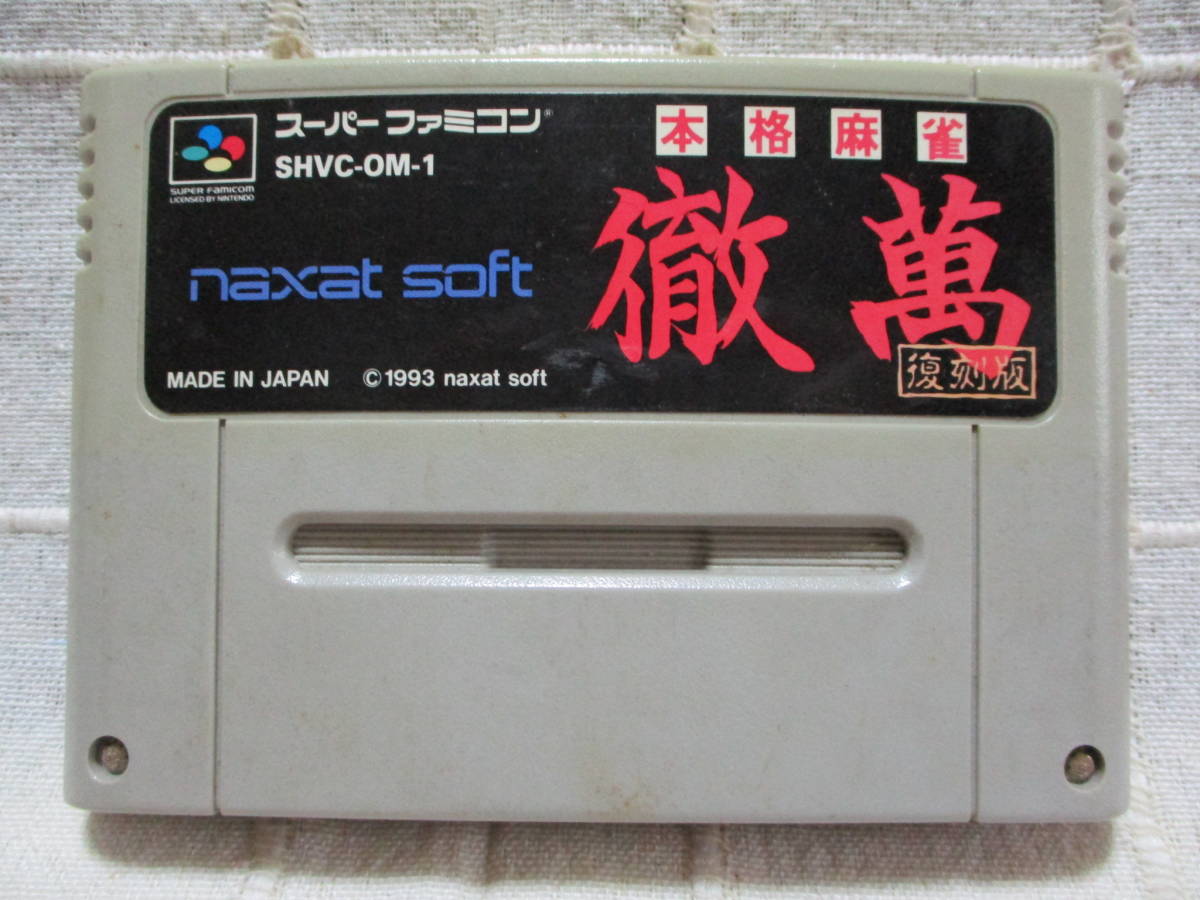 スーパーファミコン®
SHVC-OM-1
SUPER FAMICOM
LICENSED BY NINTENDO
naxat soft
MADE IN JAPAN © 1993 naxat soft
本格麻雀
徹萬
復刻版